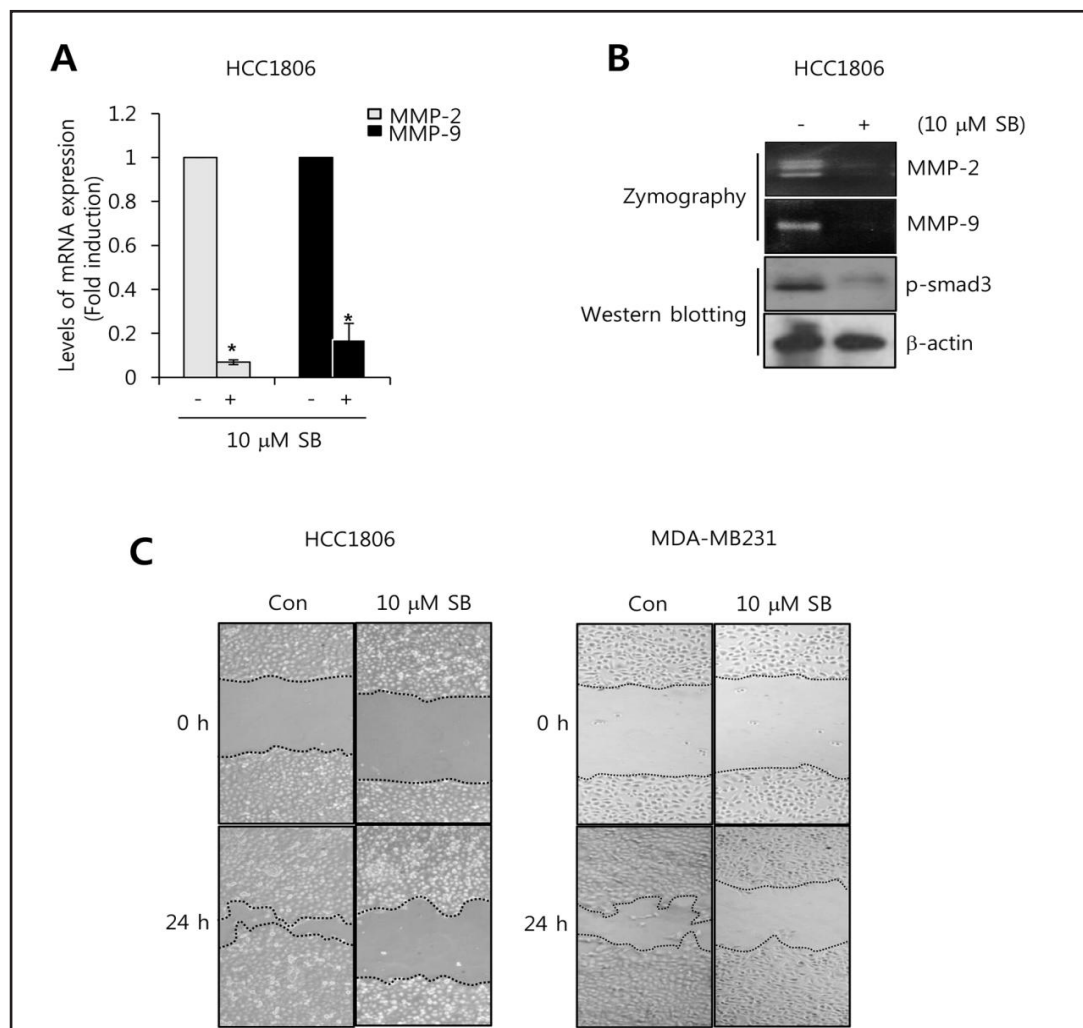 A
HCC1806
Levels of mRNA expression
(Fold induction)
1.2
1
0.8
0.6
0.4
0.2
0
MMP-2
MMP-9
*
*
- + - +
10 μM SB
B
HCC1806
- + (10 μM SB)
Zymography
MMP-2
MMP-9
Western blotting
p-smad3
β-actin
C
HCC1806
MDA-MB231
Con 10 μM SB
Con 10 μM SB
0 h
0 h
24 h
24 h